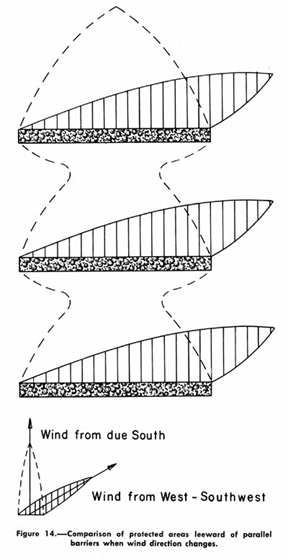 Wind from due South
Wind from West-Southwest
Figure 14.—Comparison of protected areas leeward of parallel
barriers when wind direction changes.